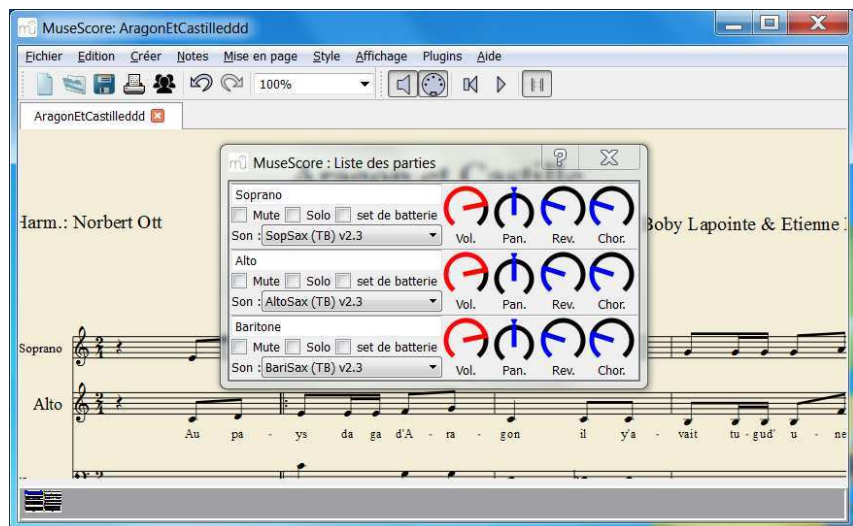 MuseScore: AragonEtCastilleddd
Fichier Edition Créer Notes Mise en page Style Affichage Plugins Aide
100%
AragonEtCastilleddd
MuseScore : Liste des parties
Aragon et Castille
Harm.: Norbert Ott
Boby Lapointe & Etienne
Soprano
Mute Solo set de batterie
Son : SopSax (TB) v2.3
Vol. Pan. Rev. Chor.
Alto
Mute Solo set de batterie
Son : AltoSax (TB) v2.3
Vol. Pan. Rev. Chor.
Baritone
Mute Solo set de batterie
Son : BariSax (TB) v2.3
Vol. Pan. Rev. Chor.
Soprano
Alto
Au pa - ys da ga d'A - ra - gon il y'a - vait tu - gud' u - ne